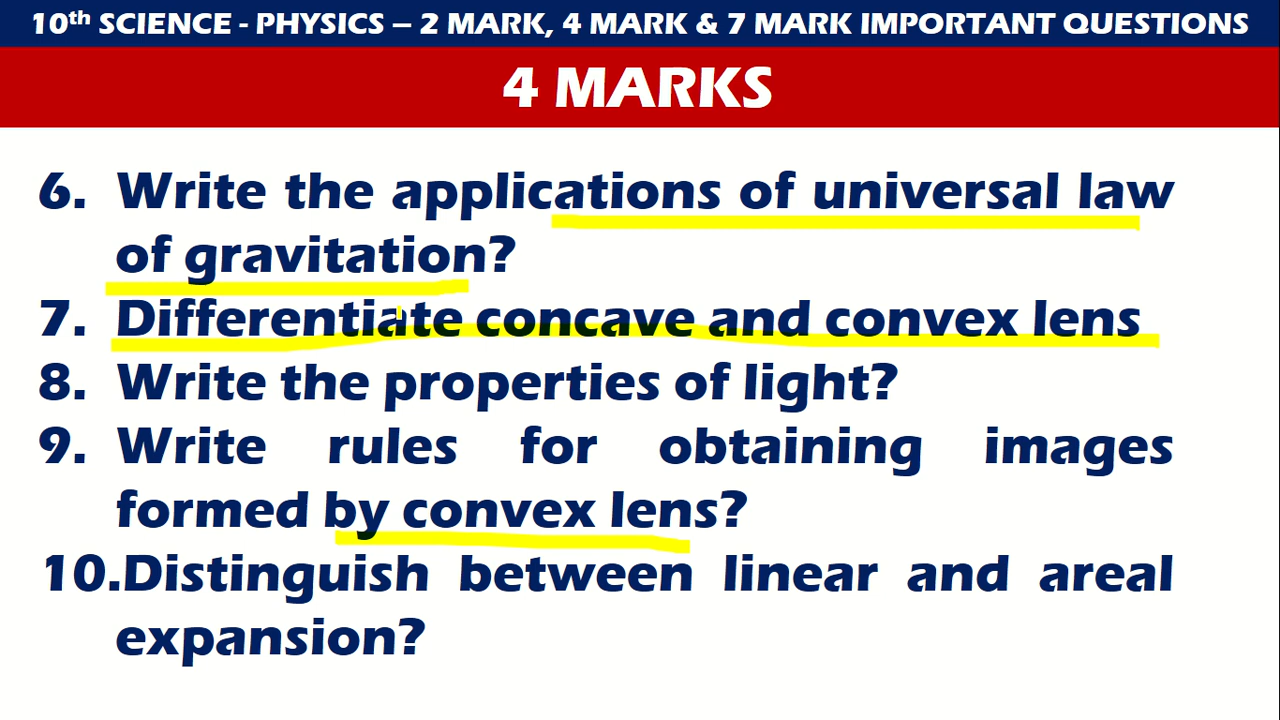 10th SCIENCE - PHYSICS – 2 MARK, 4 MARK & 7 MARK IMPORTANT QUESTIONS
4 MARKS
6. Write the applications of universal law
of gravitation?
7. Differentiate concave and convex lens
8. Write the properties of light?
9. Write rules for obtaining images
formed by convex lens?
10.Distinguish between linear and areal
expansion?